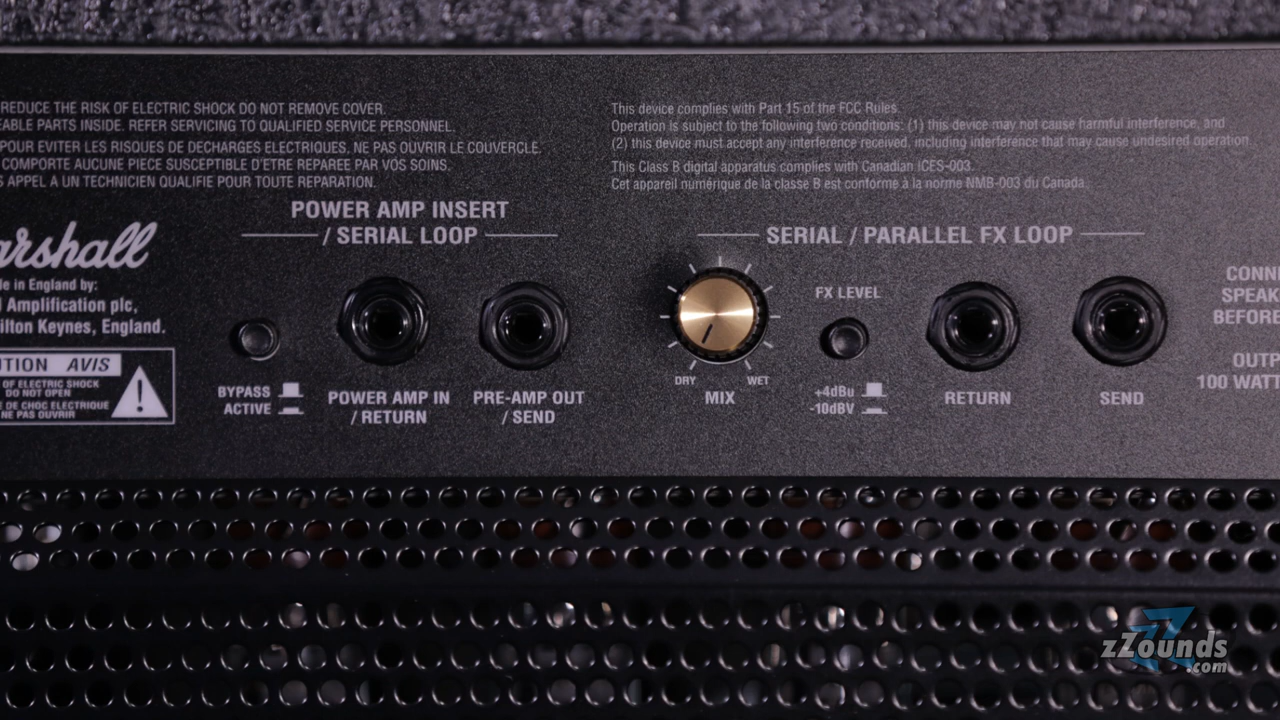 REDUCE THE RISK OF ELECTRIC SHOCK DO NOT REMOVE COVER.
EABLE PARTS INSIDE. REFER SERVICING TO QUALIFIED SERVICE PERSONNEL.
POUR EVITER LES RISQUES DE DECHARGES ELECTRIQUES, NE PAS OUVRIR LE COUVERCLE.
COMPORTE AUCUNE PIECE SUSCEPTIBLE D'ETRE REPAREE PAR VÓS SOINS.
S APPEL A UN TECHNICIEN QUALIFIE POUR TOUTE REPARATION.
This device complies with Part 15 of the FCC Rules.
Operation is subject to the following two conditions: (1) this device may not cause harmful interference, and
(2) this device must accept any interference received, including interference that may cause undesired operation.
This Class B digital apparatus complies with Canadian ICES-003.
Cet appareil numérique de la classe B est conforme à la norme NMB-003 du Canada.
arshall
de in England by:
l Amplification plc,
ilton Keynes, England.
UTION AVIS
OF ELECTRIC SHOCK
DO NOT OPEN
E DE CHOC ELECTRIQUE
NE PAS OUVRIR
POWER AMP INSERT
/ SERIAL LOOP
BYPASS
ACTIVE
POWER AMP IN
/ RETURN
PRE-AMP OUT
/ SEND
SERIAL / PARALLEL FX LOOP
DRY WET
MIX
FX LEVEL
+4dBu
-10dBV
RETURN
SEND
CONN
SPEAK
BEFORE
OUTP
100 WATT
zZounds
.com